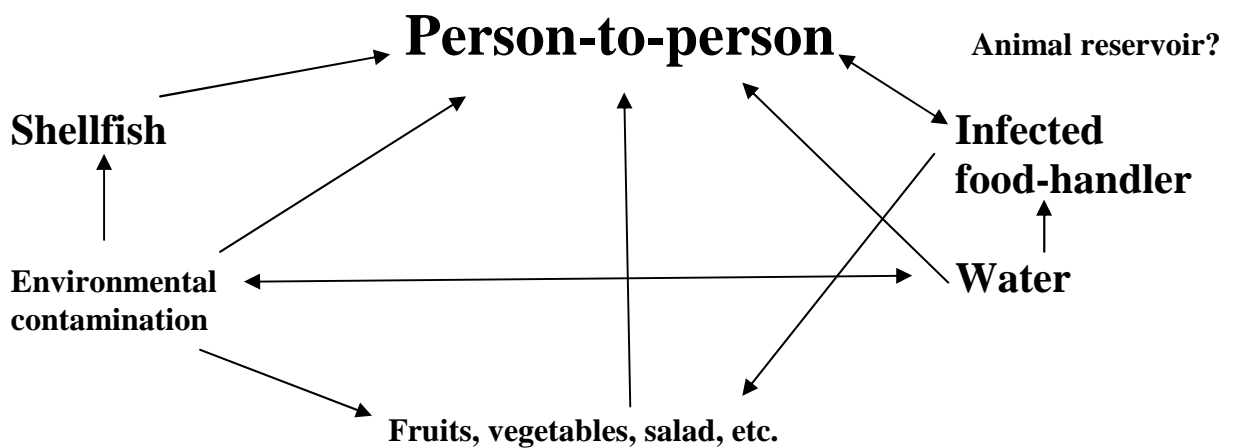 Person-to-person
Animal reservoir?
Shellfish
Infected
food-handler
Environmental
contamination
Water
Fruits, vegetables, salad, etc.